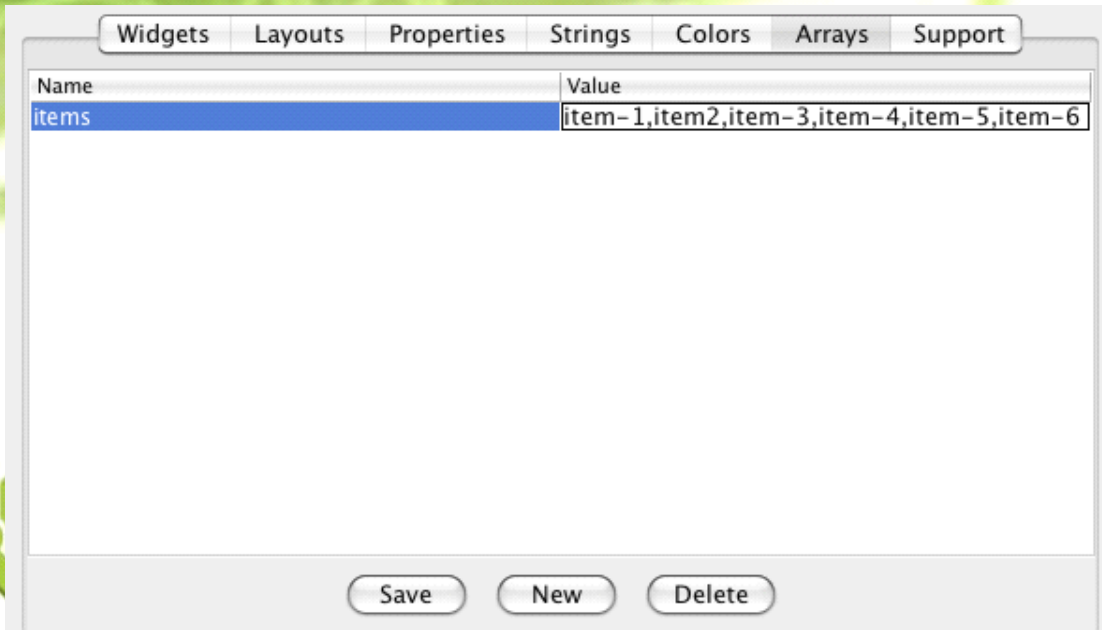 Widgets Layouts Properties Strings Colors Arrays Support
Name Value
items item-1,item2,item-3,item-4,item-5,item-6
Save New Delete